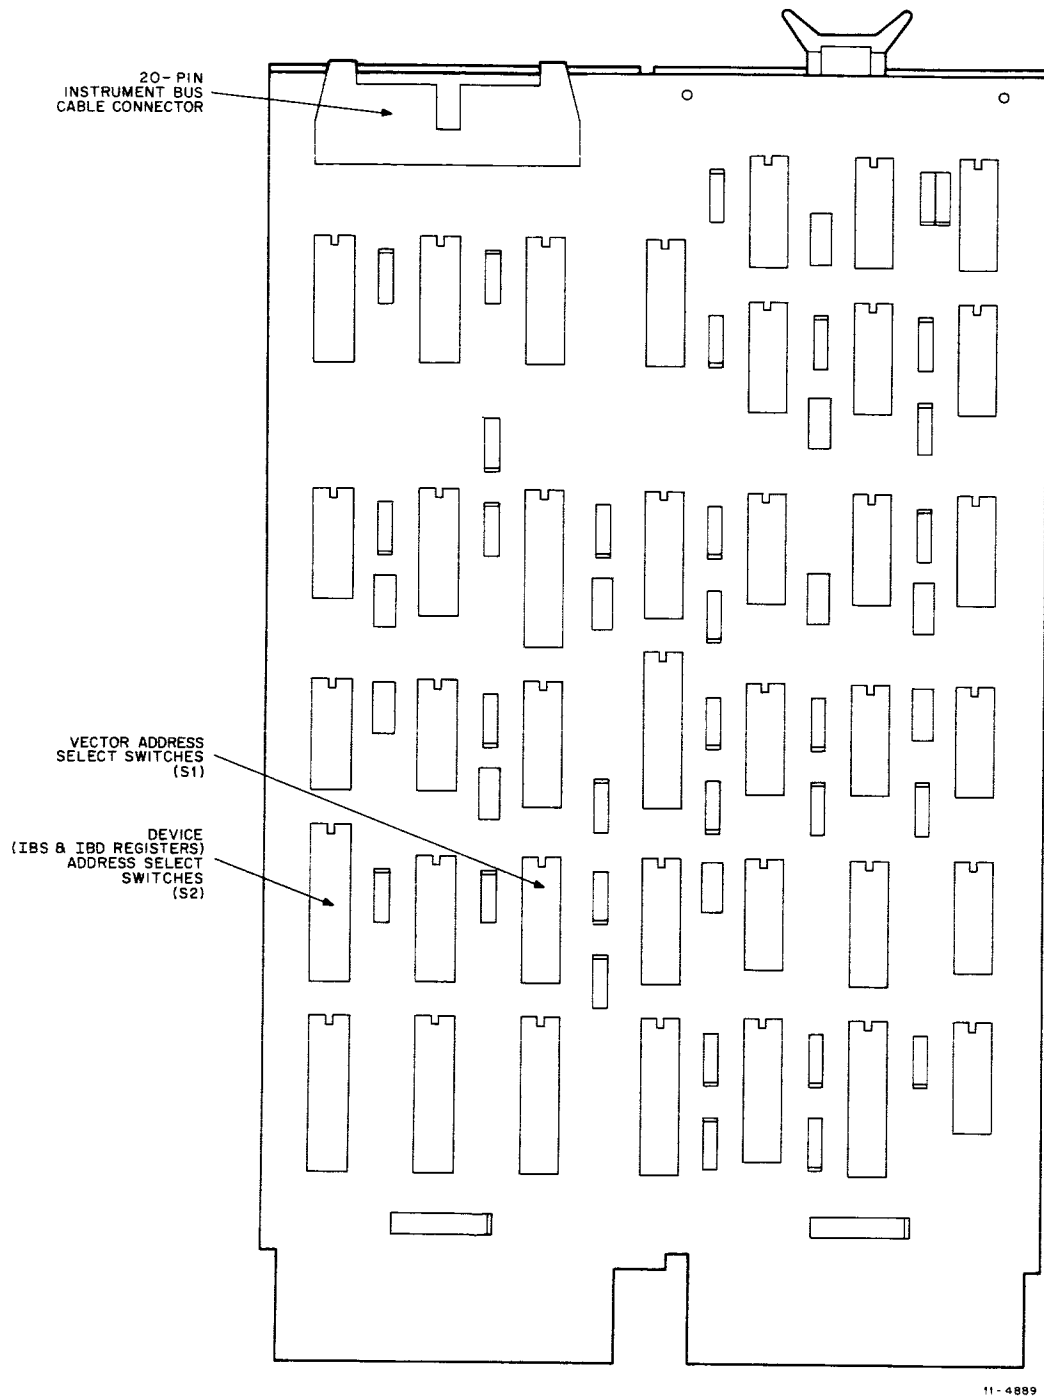 20-PIN
INSTRUMENT BUS
CABLE CONNECTOR
VECTOR ADDRESS
SELECT SWITCHES
(S1)
DEVICE
(IBS & IBD REGISTERS)
ADDRESS SELECT
SWITCHES
(S2)
11-4889